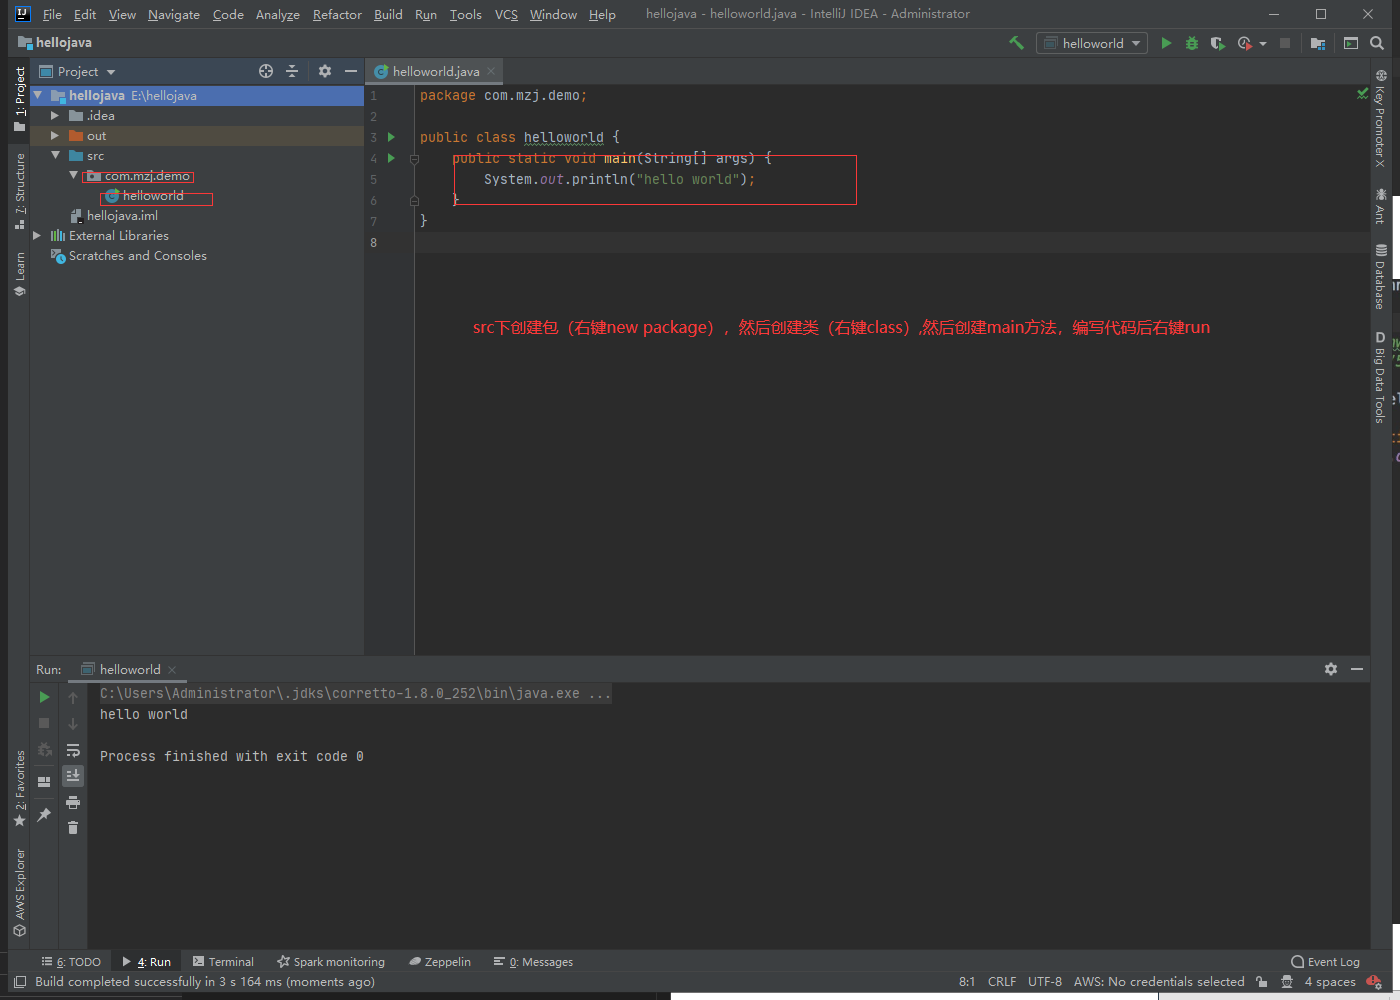 File Edit View Navigate Code Analyze Refactor Build Run Tools VCS Window Help hellojava - helloworld.java - IntelliJ IDEA - Administrator
hellojava
helloworld
Project
helloworld.java
hellojava E:\hellojava
.idea
out
src
com.mzj.demo
helloworld
hellojava.iml
External Libraries
Scratches and Consoles
1: Project
7: Structure
Learn
2: Favorites
AWS Explorer
1 package com.mzj.demo;
2
3 public class helloworld {
4 public static void main(String[] args) {
5 System.out.println("hello world");
6 }
7 }
8
src下创建包（右键new package），然后创建类（右键class）,然后创建main方法，编写代码后右键run
Key Promoter X
Ant
Database
D Big Data Tools
Run: helloworld
C:\Users\Administrator\.jdks\corretto-1.8.0_252\bin\java.exe ...
hello world
Process finished with exit code 0
6: TODO 4: Run Terminal Spark monitoring Zeppelin 0: Messages Event Log
Build completed successfully in 3 s 164 ms (moments ago) 8:1 CRLF UTF-8 AWS: No credentials selected 4 spaces